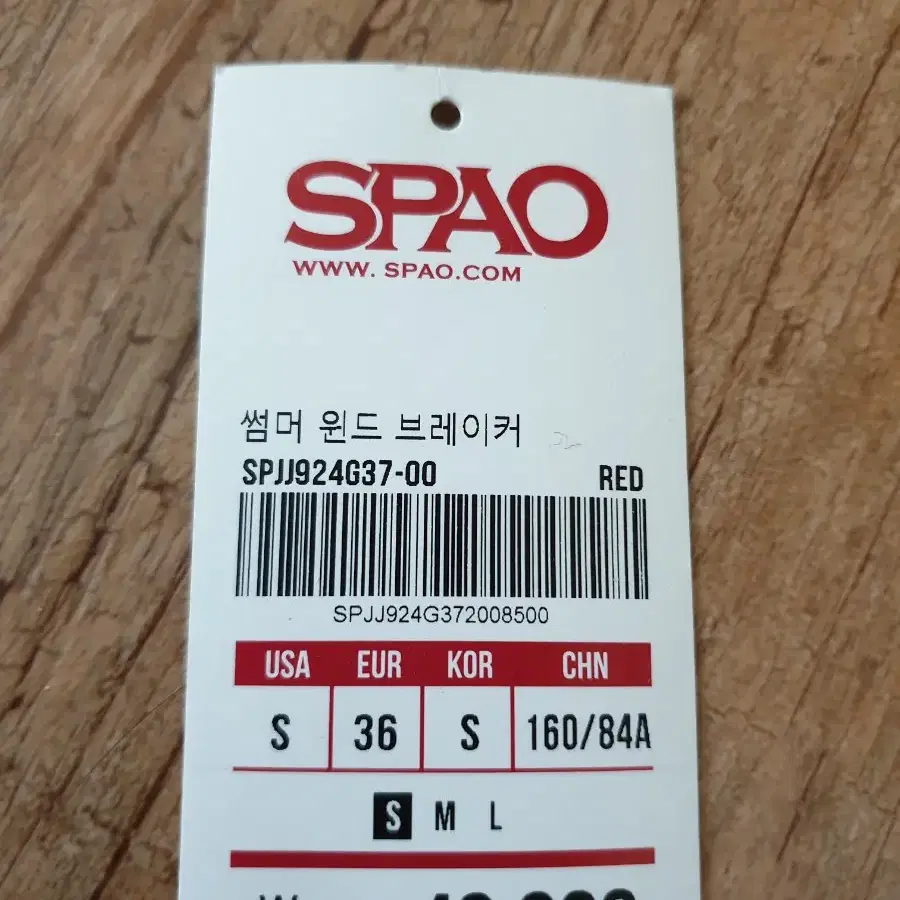 SPAO
WWW. SPAO.COM
썸머 윈드 브레이커
SPJJ924G37-00 RED
SPJJ924G372008500
USA EUR KOR CHN
S 36 S 160/84A
S M L